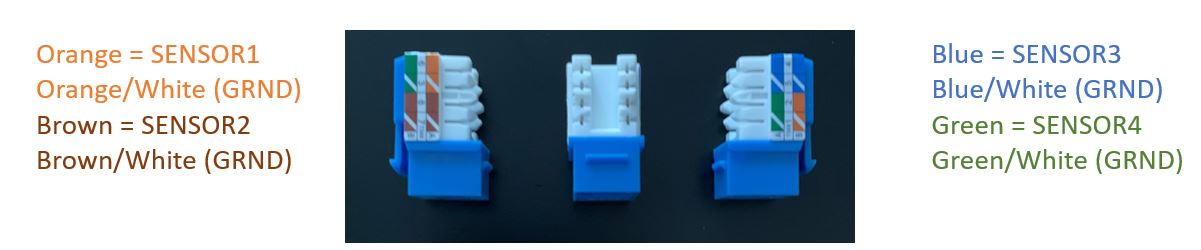 Orange = SENSOR1
Orange/White (GRND)
Brown = SENSOR2
Brown/White (GRND)
Blue = SENSOR3
Blue/White (GRND)
Green = SENSOR4
Green/White (GRND)